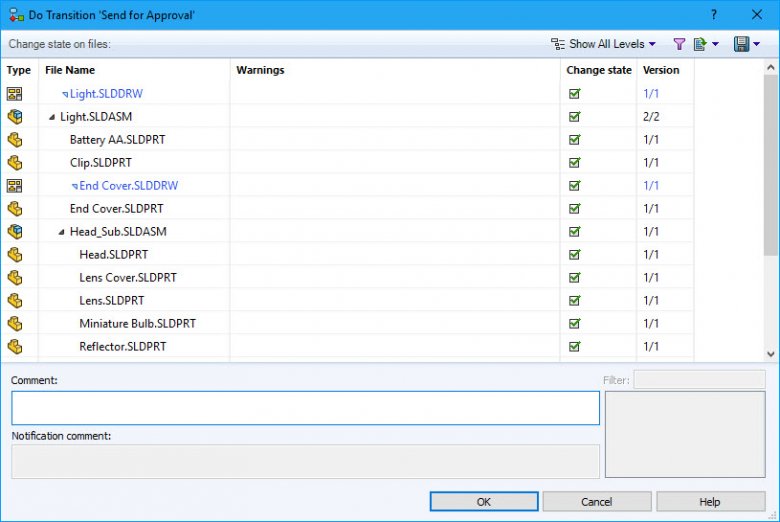 Do Transition 'Send for Approval'
?
Change state on files:
Show All Levels
Type File Name Warnings Change state Version
Light.SLDDRW 1/1
Light.SLDASM 2/2
Battery AA.SLDPRT 1/1
Clip.SLDPRT 1/1
End Cover.SLDDRW 1/1
End Cover.SLDPRT 1/1
Head_Sub.SLDASM 1/1
Head.SLDPRT 1/1
Lens Cover.SLDPRT 1/1
Lens.SLDPRT 1/1
Miniature Bulb.SLDPRT 1/1
Reflector.SLDPRT 1/1
Comment: Filter:
Notification comment:
OK Cancel Help